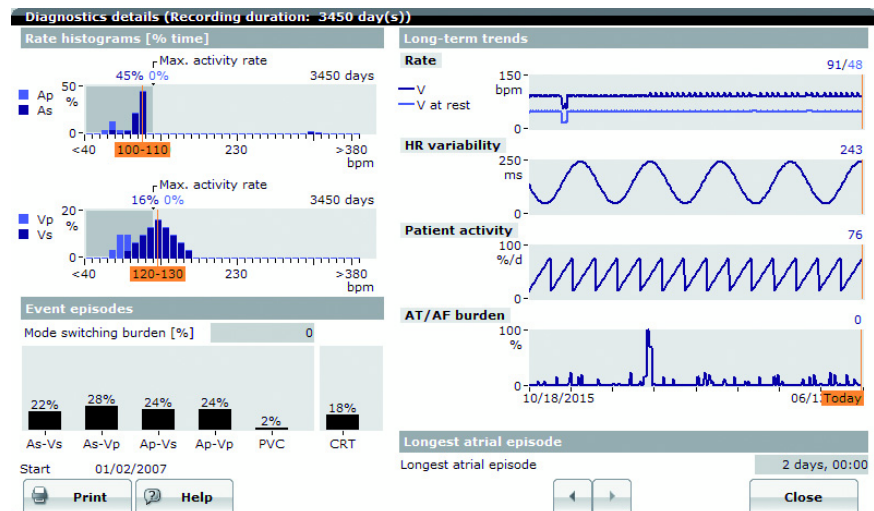 Diagnostics details (Recording duration: 3450 day(s))
Rate histograms [% time]
Max. activity rate
45% 0%
3450 days
50
%
0
Ap
As
<40
100-110
230
>380
bpm
Max. activity rate
16% 0%
3450 days
20
%
0
Vp
Vs
<40
120-130
230
>380
bpm
Event episodes
Mode switching burden [%] 0
22% 28% 24% 24% 2% 18%
As-Vs As-Vp Ap-Vs Ap-Vp PVC CRT
Start 01/02/2007
Print Help
Long-term trends
Rate
91/48
V
V at rest
150
bpm
0
HR variability
243
250
ms
0
Patient activity
76
100
%/d
0
AT/AF burden
0
100
%
0
10/18/2015 06/1 Today
Longest atrial episode
Longest atrial episode 2 days, 00:00
Close